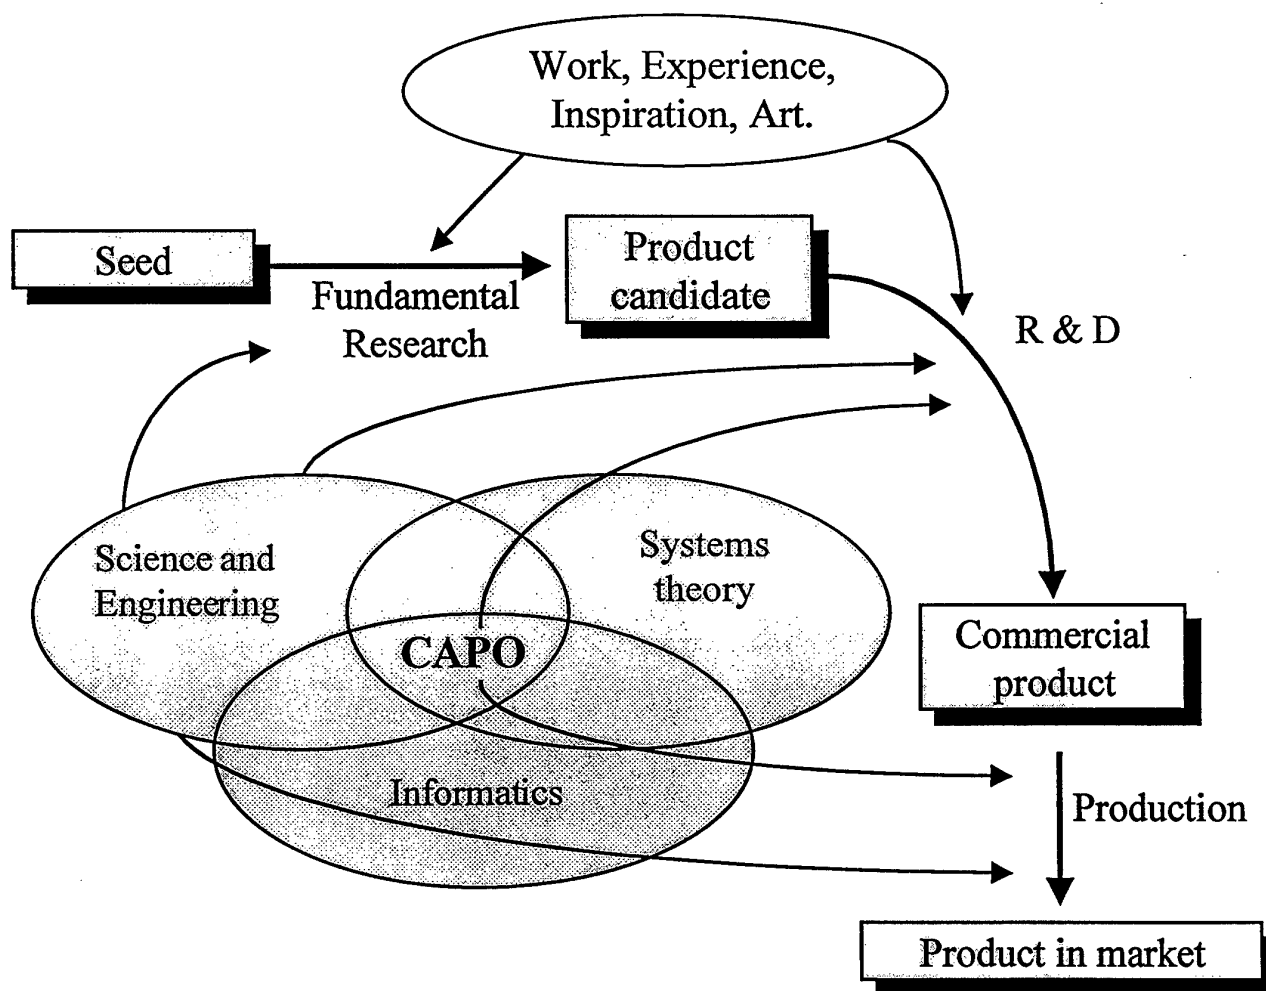 Work, Experience,
Inspiration, Art.
Seed
Product
candidate
Fundamental
Research
R & D
Science and
Engineering
Systems
theory
CAPO
Commercial
product
Informatics
Production
Product in market